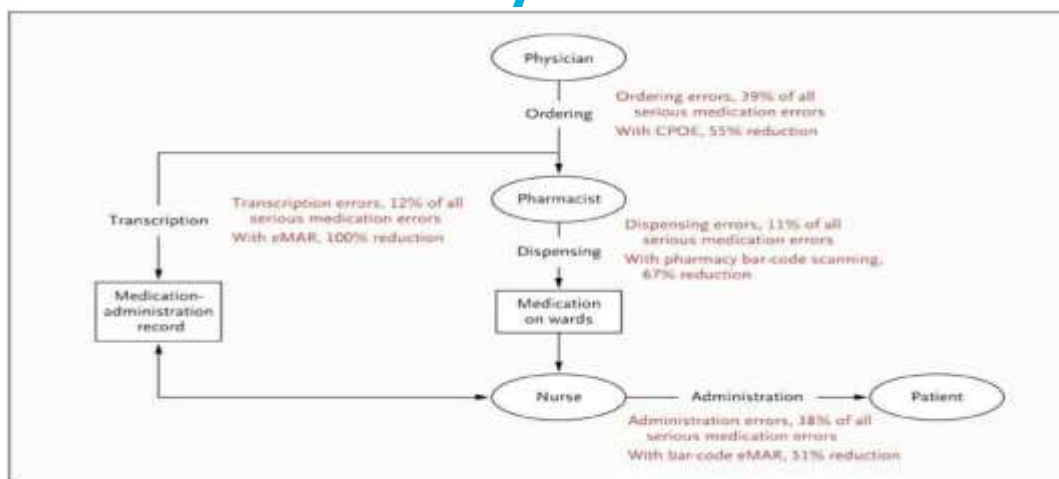 Physician
Ordering errors, 39% of all
serious medication errors
With CPOE, 55% reduction
Ordering
Pharmacist
Transcription errors, 12% of all
serious medication errors
With eMAR, 100% reduction
Transcription
Dispensing errors, 11% of all
serious medication errors
With pharmacy bar-code scanning,
67% reduction
Dispensing
Medication-
administration
record
Medication
on wards
Nurse
Administration
Patient
Administration errors, 38% of all
serious medication errors
With bar-code eMAR, 51% reduction